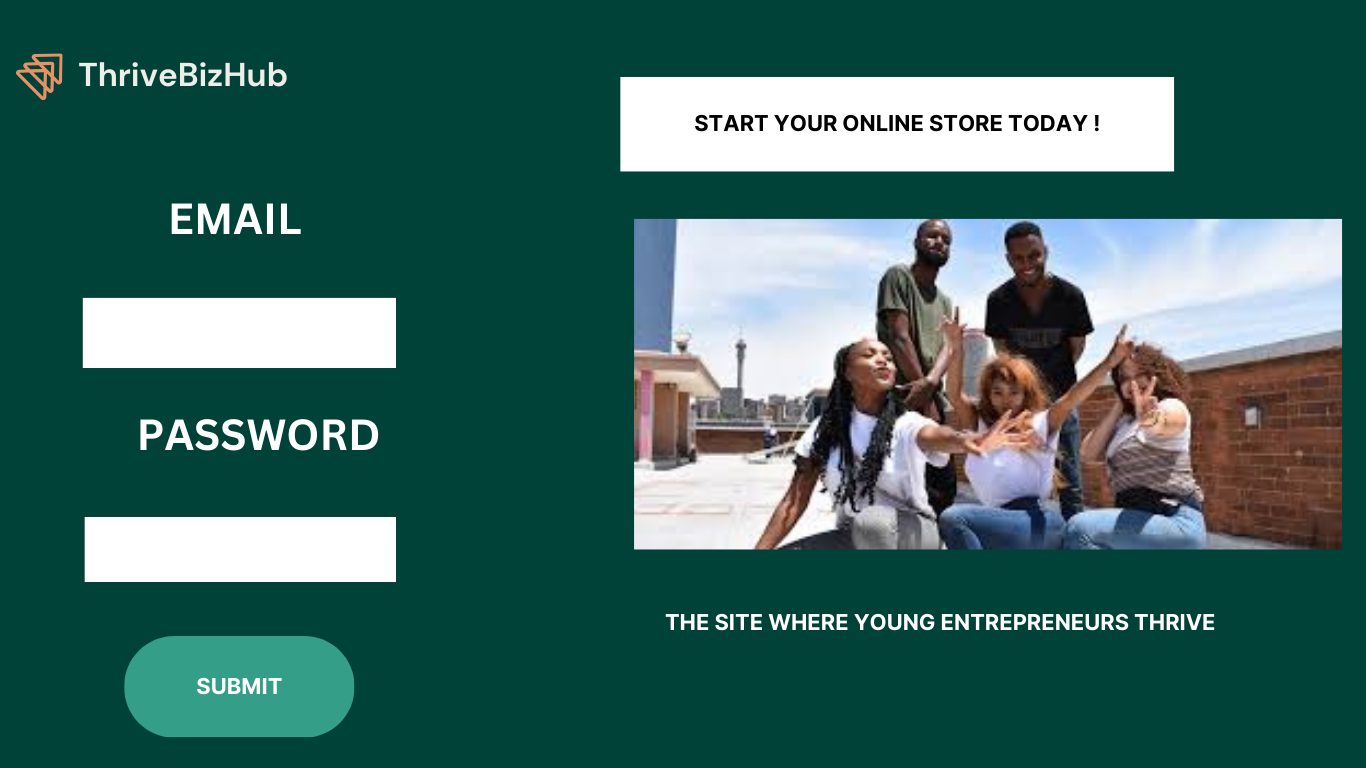 ThriveBizHub
EMAIL
PASSWORD
SUBMIT
START YOUR ONLINE STORE TODAY !
THE SITE WHERE YOUNG ENTREPRENEURS THRIVE